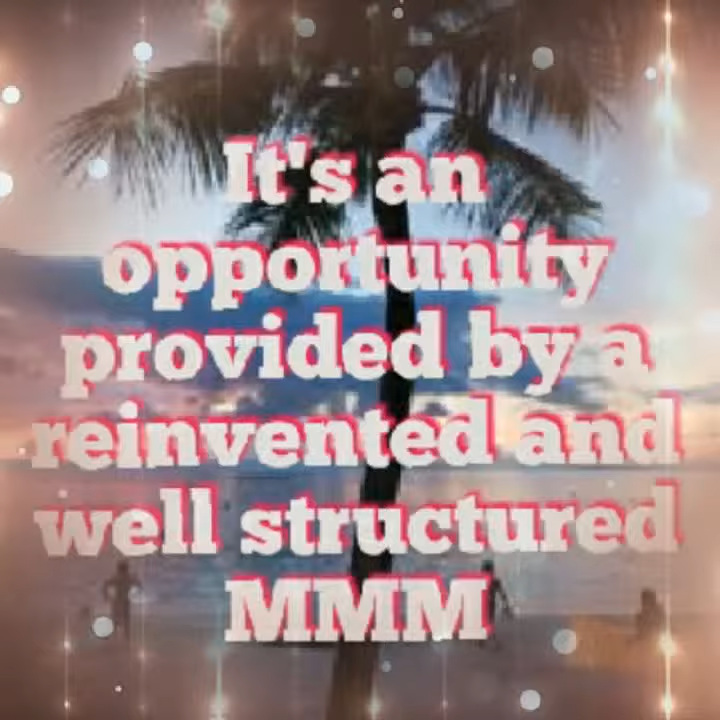 It's an
opportunity
provided by a
reinvented and
well structured
MMM